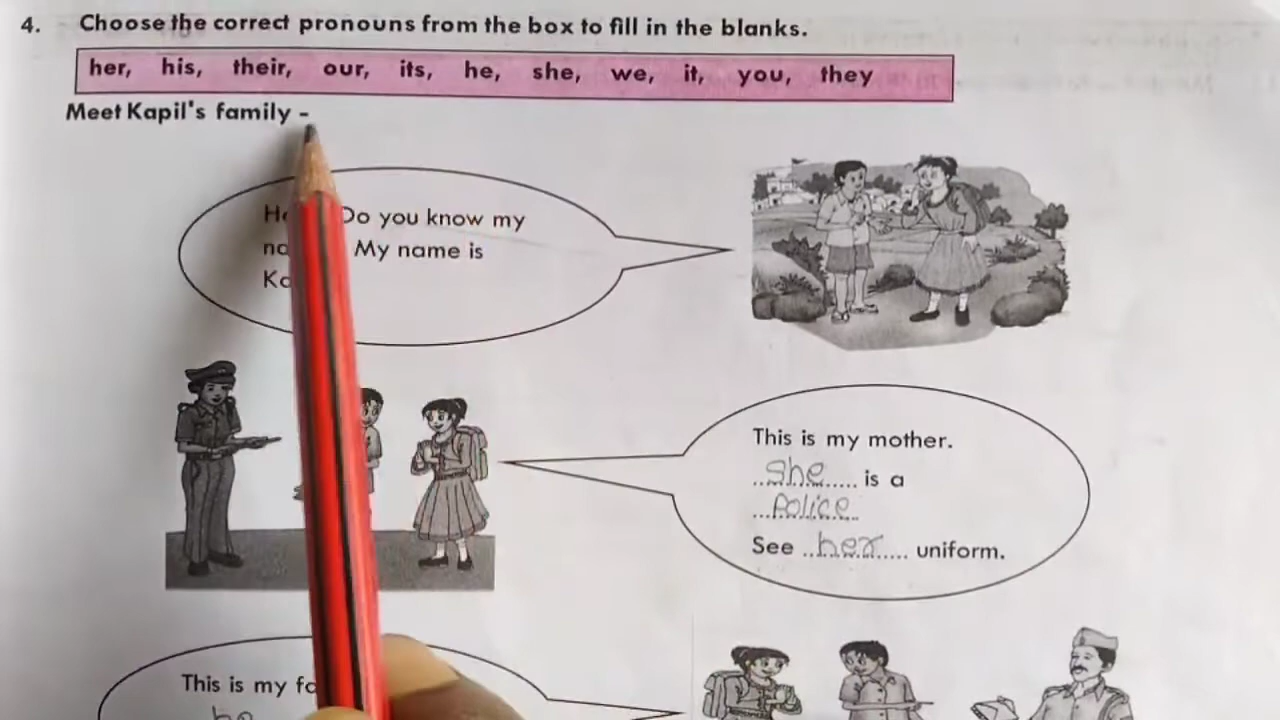 4. Choose the correct pronouns from the box to fill in the blanks.
her, his, their, our, its, he, she, we, it, you, they
Meet Kapil's family -
Do you know my
My name is
This is my mother.
she is a
Police
See her uniform.
This is my
he